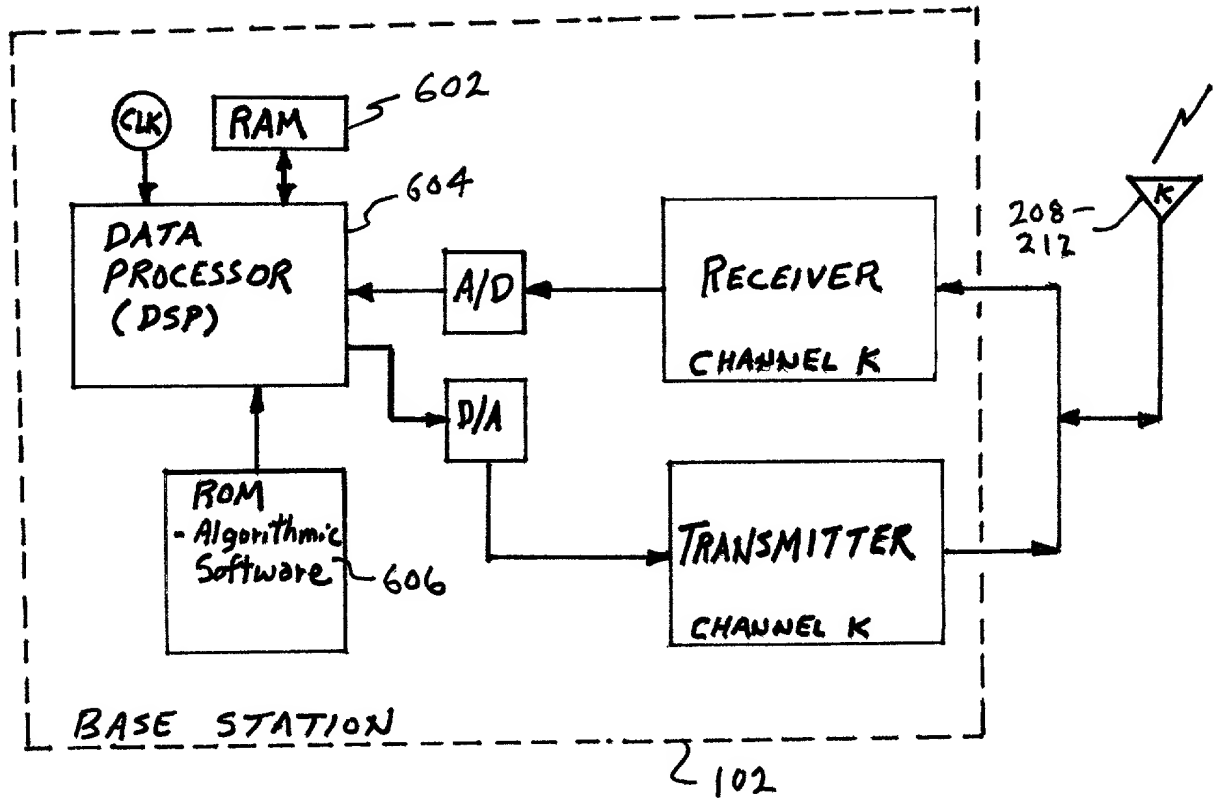 602
CLK
RAM
604
DATA
PROCESSOR
(DSP)
A/D
RECEIVER
CHANNEL K
K
208-
212
D/A
ROM
- Algorithmic
Software
606
TRANSMITTER
CHANNEL K
BASE STATION
102